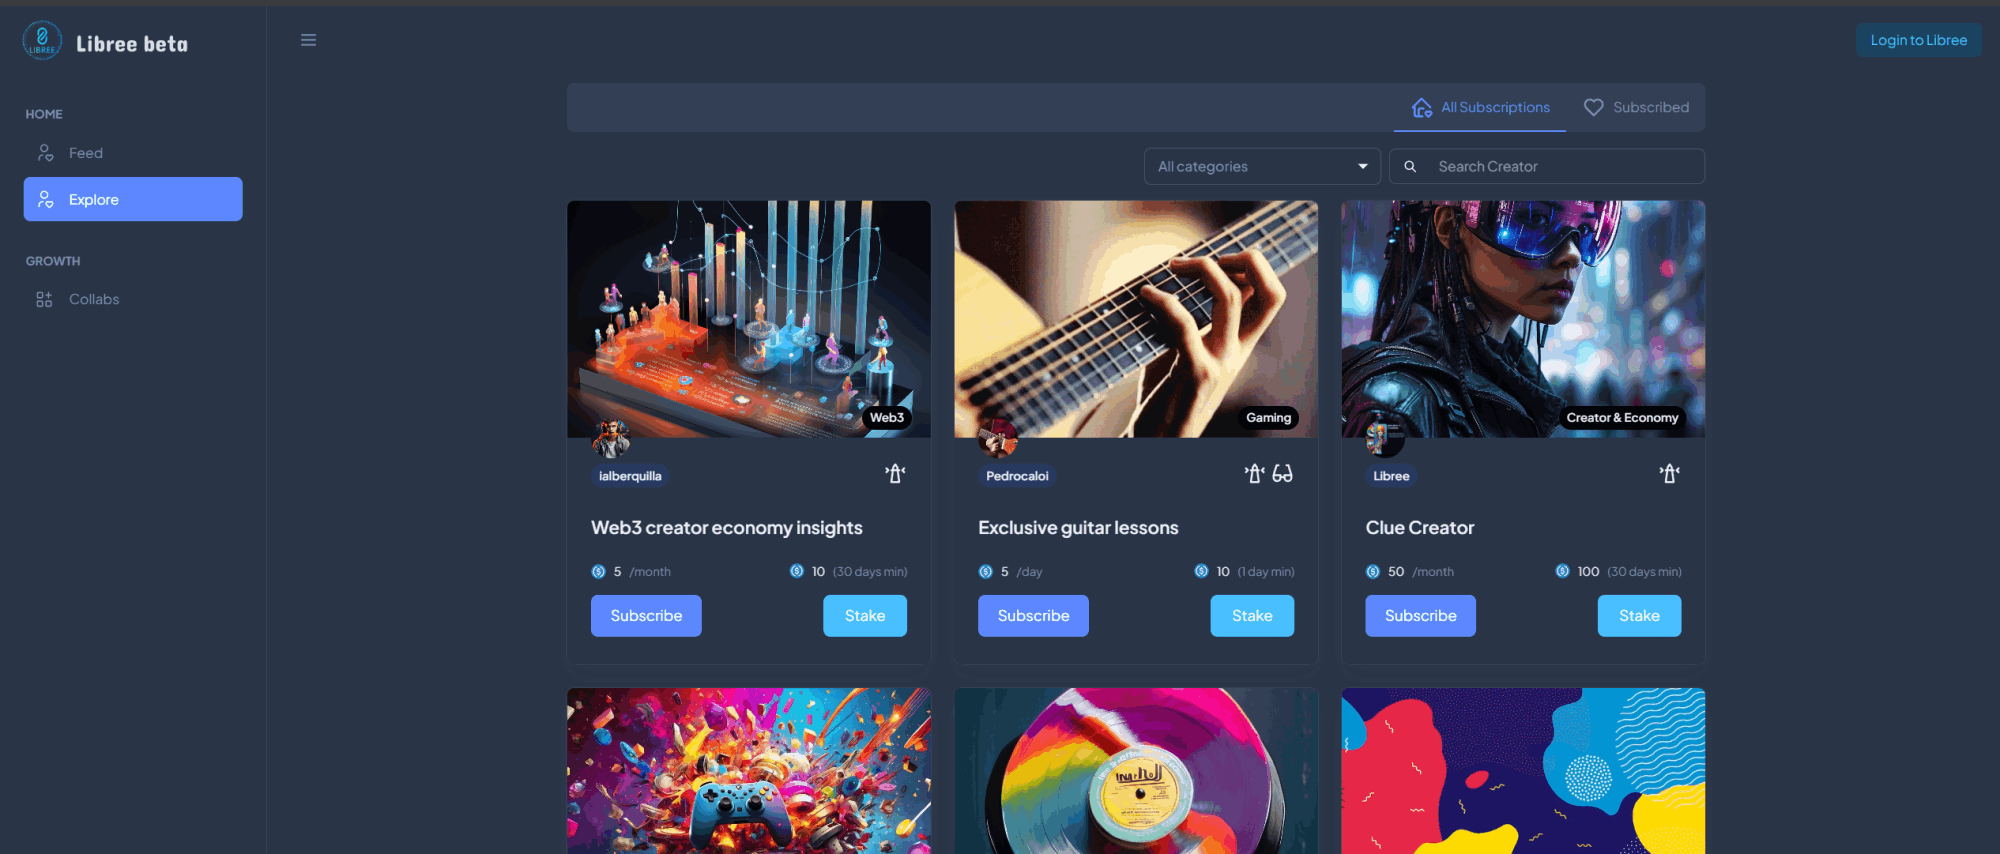 LIBREE
Libree beta
Login to Libree
HOME
Feed
Explore
GROWTH
Collabs
All Subscriptions
Subscribed
All categories
Search Creator
Web3
ialberquilla
Web3 creator economy insights
5 /month
10 (30 days min)
Subscribe
Stake
Gaming
Pedrocaloi
Exclusive guitar lessons
5 /day
10 (1 day min)
Subscribe
Stake
Creator & Economy
Libree
Clue Creator
50 /month
100 (30 days min)
Subscribe
Stake